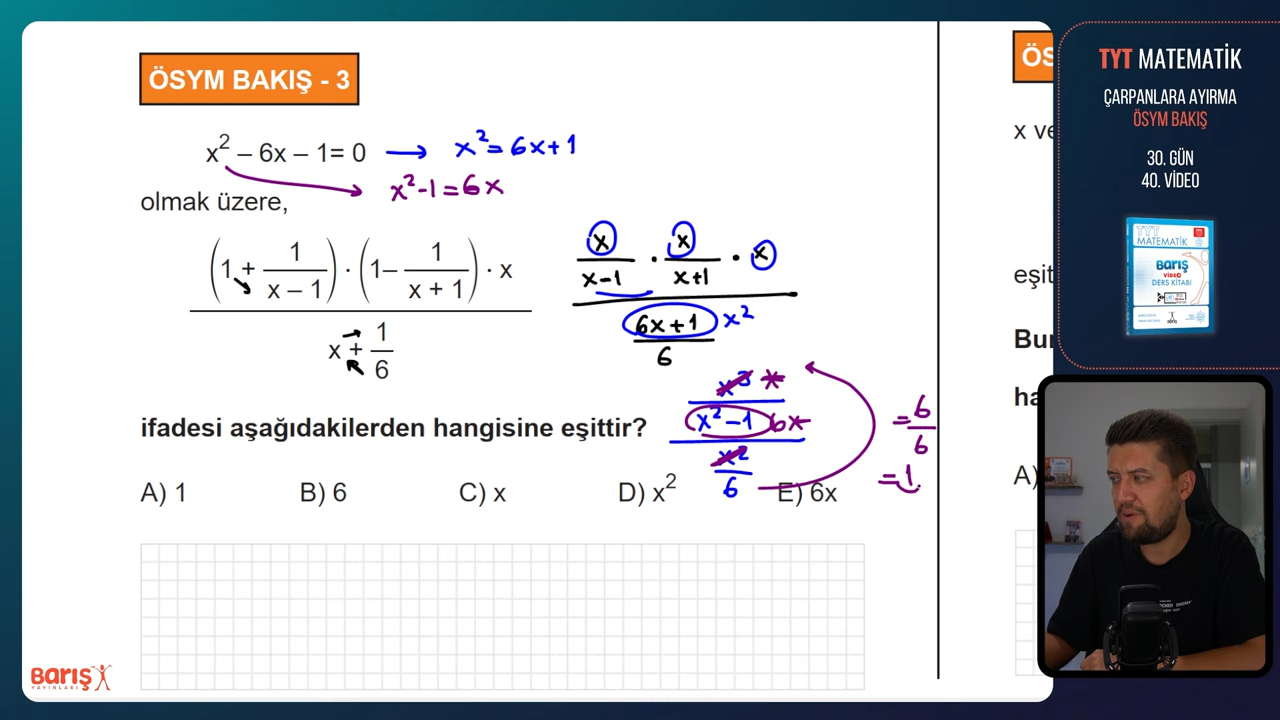 ÖSYM BAKIŞ - 3
x² – 6x – 1= 0 → x² = 6x+1
x²-1 = 6x
olmak üzere,
(1 + 1/(x – 1)) · (1– 1/(x + 1)) · x
x + 1/6
x/(x-1) · x/(x+1) · x
(6x+1)/6 x²
x³ x
x² -1 6x
x²
6
= 6/6
= 1
ifadesi aşağıdakilerden hangisine eşittir?
A) 1 B) 6 C) x D) x² E) 6x
BARIŞ
YAYINLARI
ÖS
x ve
eşit
Bur
ha
A)
TYT MATEMATİK
ÇARPANLARA AYIRMA
ÖSYM BAKIŞ
30. GÜN
40. VİDEO
TYT
MATEMATİK
BARIŞ
VİDEO
DERS KİTABI